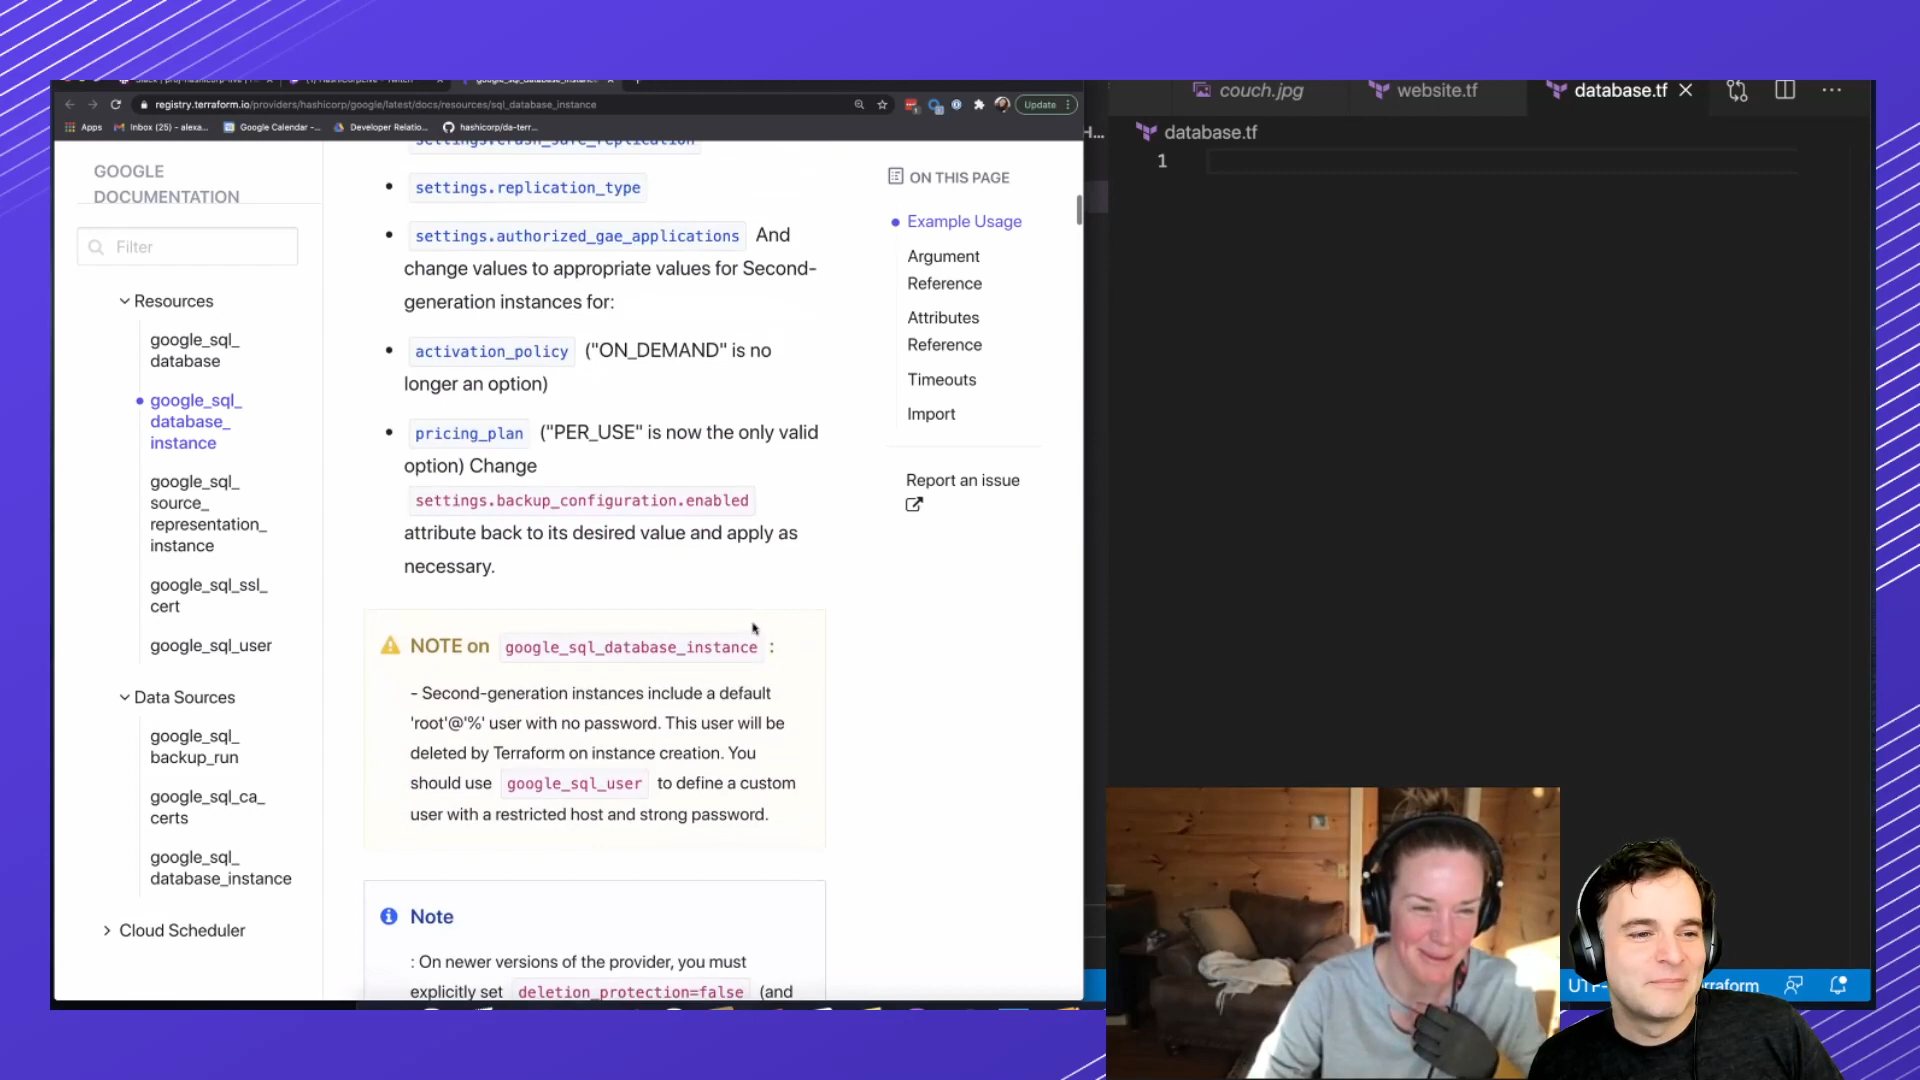 google_sql_database_instanc...
registry.terraform.io/providers/hashicorp/google/latest/docs/resources/sql_database_instance
Update
Apps
Inbox (25) - alexa...
Google Calendar -...
Developer Relatio...
hashicorp/da-terr...
GOOGLE
DOCUMENTATION
Filter
Resources
google_sql_
database
google_sql_
database_
instance
google_sql_
source_
representation_
instance
google_sql_ssl_
cert
google_sql_user
Data Sources
google_sql_
backup_run
google_sql_ca_
certs
google_sql_
database_instance
Cloud Scheduler
settings.crash_safe_replication
settings.replication_type
settings.authorized_gae_applications And
change values to appropriate values for Second-
generation instances for:
activation_policy ("ON_DEMAND" is no
longer an option)
pricing_plan ("PER_USE" is now the only valid
option) Change
settings.backup_configuration.enabled
attribute back to its desired value and apply as
necessary.
NOTE on google_sql_database_instance :
- Second-generation instances include a default
'root'@'%' user with no password. This user will be
deleted by Terraform on instance creation. You
should use google_sql_user to define a custom
user with a restricted host and strong password.
Note
: On newer versions of the provider, you must
explicitly set deletion_protection=false (and
ON THIS PAGE
Example Usage
Argument
Reference
Attributes
Reference
Timeouts
Import
Report an issue
H...
couch.jpg
website.tf
database.tf
...
database.tf
1
UTF-
rraform